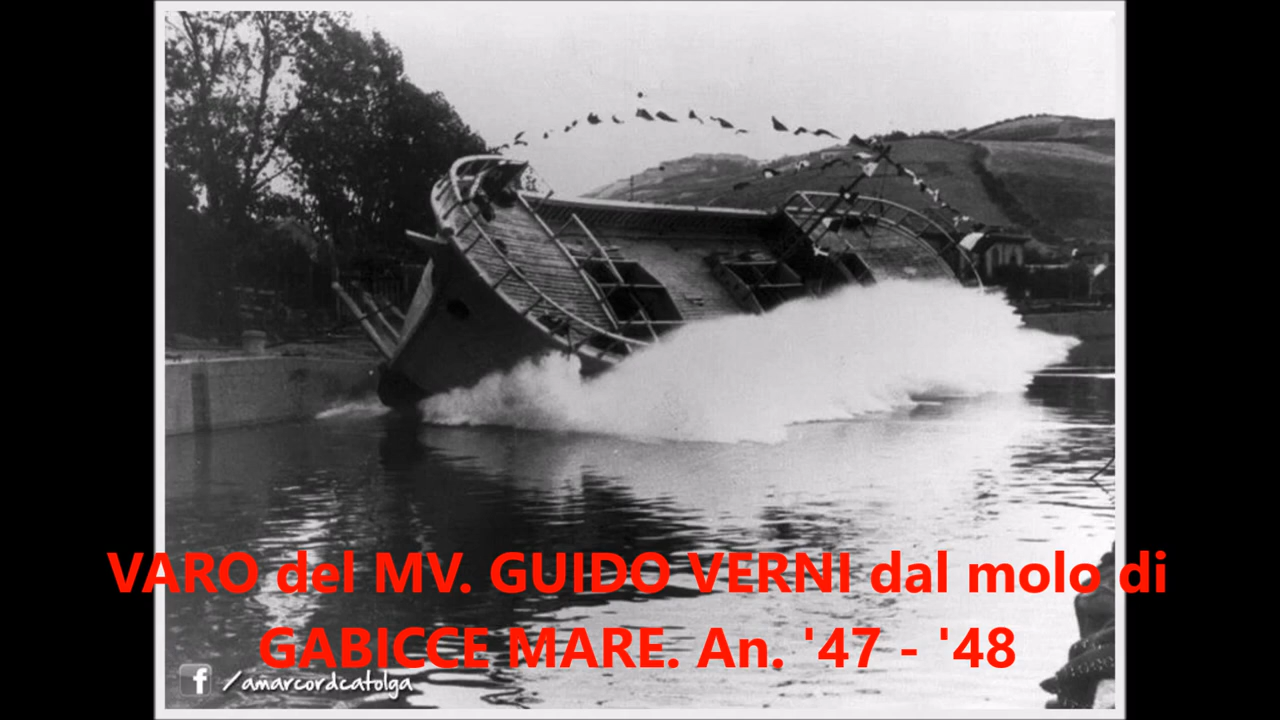 VARO del MV. GUIDO VERNI dal molo di
GABICCE MARE. An. '47 - '48
f /amarcordcatolga